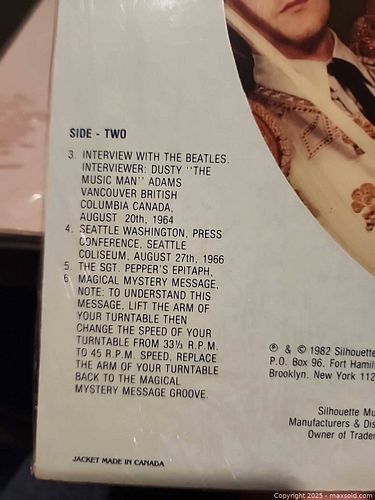 SIDE - TWO
3. INTERVIEW WITH THE BEATLES.
INTERVIEWER: DUSTY "THE
MUSIC MAN" ADAMS
VANCOUVER BRITISH
COLUMBIA CANADA,
AUGUST 20th, 1964
4. SEATTLE WASHINGTON, PRESS
CONFERENCE, SEATTLE
COLISEUM, AUGUST 27th, 1966
5. THE SGT. PEPPER'S EPITAPH,
6. MAGICAL MYSTERY MESSAGE,
NOTE: TO UNDERSTAND THIS
MESSAGE, LIFT THE ARM OF
YOUR TURNTABLE THEN
CHANGE THE SPEED OF YOUR
TURNTABLE FROM 33⅓ R.P.M.
TO 45 R.P.M. SPEED, REPLACE
THE ARM OF YOUR TURNTABLE
BACK TO THE MAGICAL
MYSTERY MESSAGE GROOVE.
℗ & © 1982 Silhouette
P.O. Box 96. Fort Hamil
Brooklyn. New York 112
Silhouette Mu
Manufacturers & Dis
Owner of Trader
JACKET MADE IN CANADA
Copyright 2025 - maxsold.com